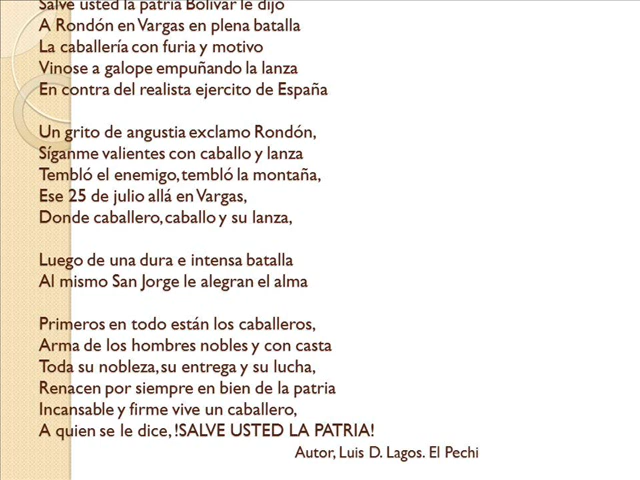 Salve usted la patria Bolívar le dijo
A Rondón en Vargas en plena batalla
La caballería con furia y motivo
Vinose a galope empuñando la lanza
En contra del realista ejercito de España
Un grito de angustia exclamo Rondón,
Síganme valientes con caballo y lanza
Tembló el enemigo, tembló la montaña,
Ese 25 de julio allá en Vargas,
Donde caballero, caballo y su lanza,
Luego de una dura e intensa batalla
Al mismo San Jorge le alegran el alma
Primeros en todo están los caballeros,
Arma de los hombres nobles y con casta
Toda su nobleza, su entrega y su lucha,
Renacen por siempre en bien de la patria
Incansable y firme vive un caballero,
A quien se le dice, !SALVE USTED LA PATRIA!
Autor, Luis D. Lagos. El Pechi